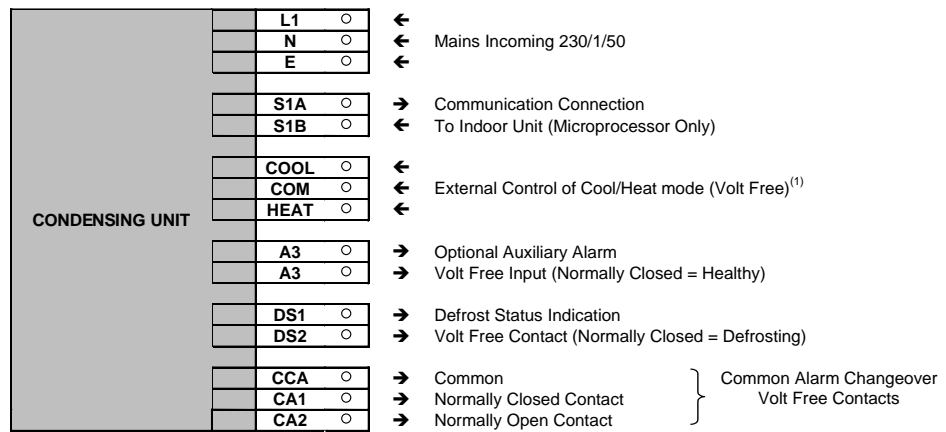 L1
N Mains Incoming 230/1/50
E
S1A Communication Connection
S1B To Indoor Unit (Microprocessor Only)
COOL
COM External Control of Cool/Heat mode (Volt Free)(1)
HEAT
CONDENSING UNIT
A3 Optional Auxiliary Alarm
A3 Volt Free Input (Normally Closed = Healthy)
DS1 Defrost Status Indication
DS2 Volt Free Contact (Normally Closed = Defrosting)
CCA Common Common Alarm Changeover
CA1 Normally Closed Contact Volt Free Contacts
CA2 Normally Open Contact